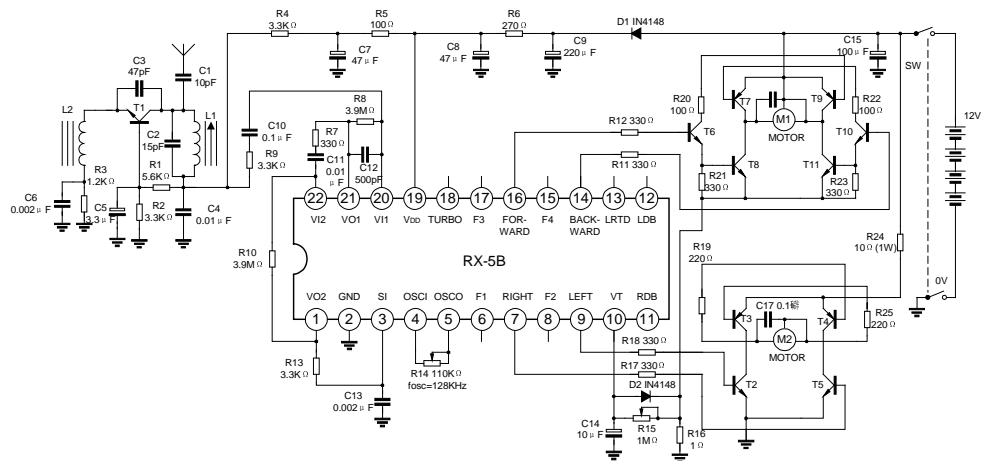 R4
3.3KΩ
R5
100Ω
R6
270Ω
D1 IN4148
C7
47μF
C8
47μF
C9
220μF
C15
100μF
SW
12V
0V
C3
47pF
C1
10pF
T1
L2
L1
C2
15pF
R1
5.6KΩ
R3
1.2KΩ
C6
0.002μF
C5
3.3μF
R2
3.3KΩ
C4
0.01μF
C10
0.1μF
R9
3.3KΩ
R7
330Ω
C11
0.01
μF
R8
3.9MΩ
C12
500pF
R12 330Ω
R11 330Ω
R20
100Ω
T7
T9
R22
100Ω
M1
MOTOR
T6
T10
T8
T11
R21
330Ω
R23
330Ω
22 21 20 19 18 17 16 15 14 13 12
VI2 VO1 VI1 VDD TURBO F3 FOR-
WARD F4 BACK-
WARD LRTD LDB
RX-5B
R10
3.9MΩ
VO2 GND SI OSCI OSCO F1 RIGHT F2 LEFT VT RDB
1 2 3 4 5 6 7 8 9 10 11
R13
3.3KΩ
C13
0.002μF
R14 110KΩ
fosc=128KHz
R18 330Ω
R17 330Ω
D2 IN4148
C14
10μF
R15
1MΩ
R16
1Ω
R19
220Ω
R24
10Ω(1W)
C17 0.1
T3
T4
R25
220Ω
M2
MOTOR
T2
T5